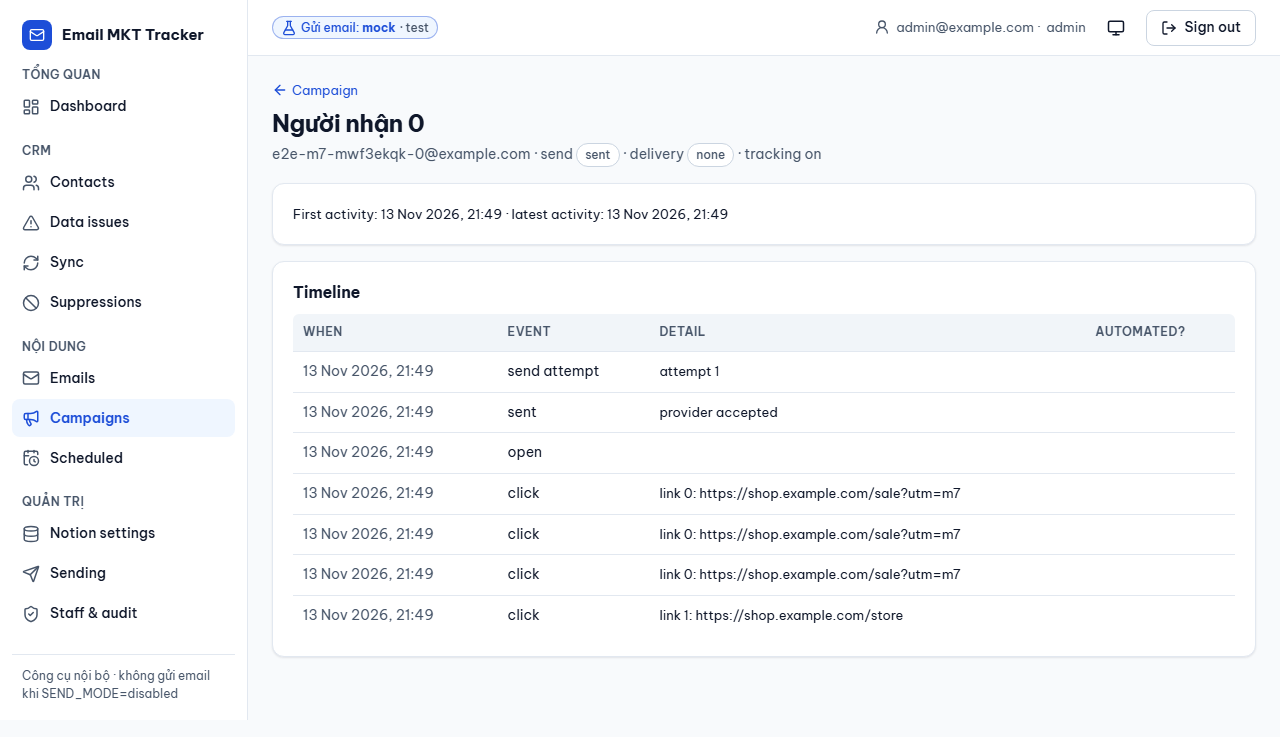 Email MKT Tracker
TỔNG QUAN
Dashboard
CRM
Contacts
Data issues
Sync
Suppressions
NỘI DUNG
Emails
Campaigns
Scheduled
QUẢN TRỊ
Notion settings
Sending
Staff & audit
Công cụ nội bộ · không gửi email
khi SEND_MODE=disabled
Gửi email: mock · test
admin@example.com · admin
Sign out
Campaign
Người nhận 0
e2e-m7-mwf3ekqk-0@example.com · send sent · delivery none · tracking on
First activity: 13 Nov 2026, 21:49 · latest activity: 13 Nov 2026, 21:49
Timeline
WHEN EVENT DETAIL AUTOMATED?
13 Nov 2026, 21:49 send attempt attempt 1
13 Nov 2026, 21:49 sent provider accepted
13 Nov 2026, 21:49 open
13 Nov 2026, 21:49 click link 0: https://shop.example.com/sale?utm=m7
13 Nov 2026, 21:49 click link 0: https://shop.example.com/sale?utm=m7
13 Nov 2026, 21:49 click link 0: https://shop.example.com/sale?utm=m7
13 Nov 2026, 21:49 click link 1: https://shop.example.com/store